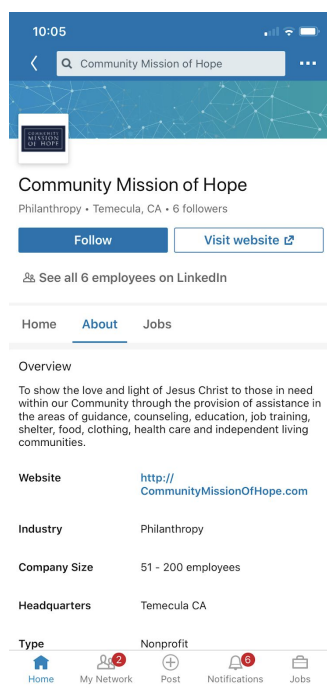 10:05
Community Mission of Hope
COMMUNITY
MISSION
OF HOPE
Community Mission of Hope
Philanthropy • Temecula, CA • 6 followers
Follow
Visit website
See all 6 employees on LinkedIn
Home About Jobs
Overview
To show the love and light of Jesus Christ to those in need
within our Community through the provision of assistance in
the areas of guidance, counseling, education, job training,
shelter, food, clothing, health care and independent living
communities.
Website http://
CommunityMissionOfHope.com
Industry Philanthropy
Company Size 51 - 200 employees
Headquarters Temecula CA
Type Nonprofit
2 6
Home My Network Post Notifications Jobs